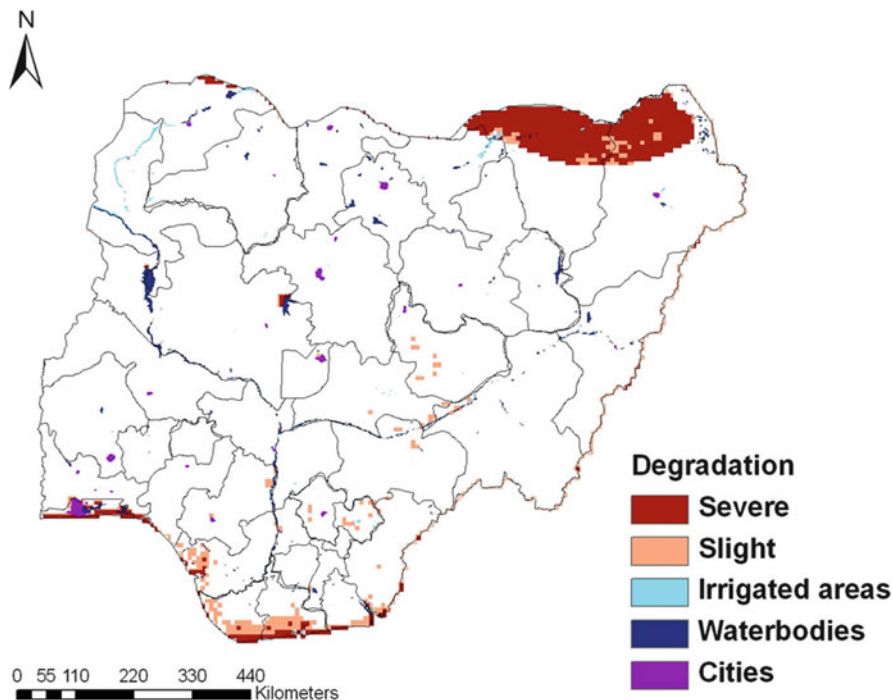 N
Degradation
Severe
Slight
Irrigated areas
Waterbodies
Cities
0 55 110 220 330 440
Kilometers